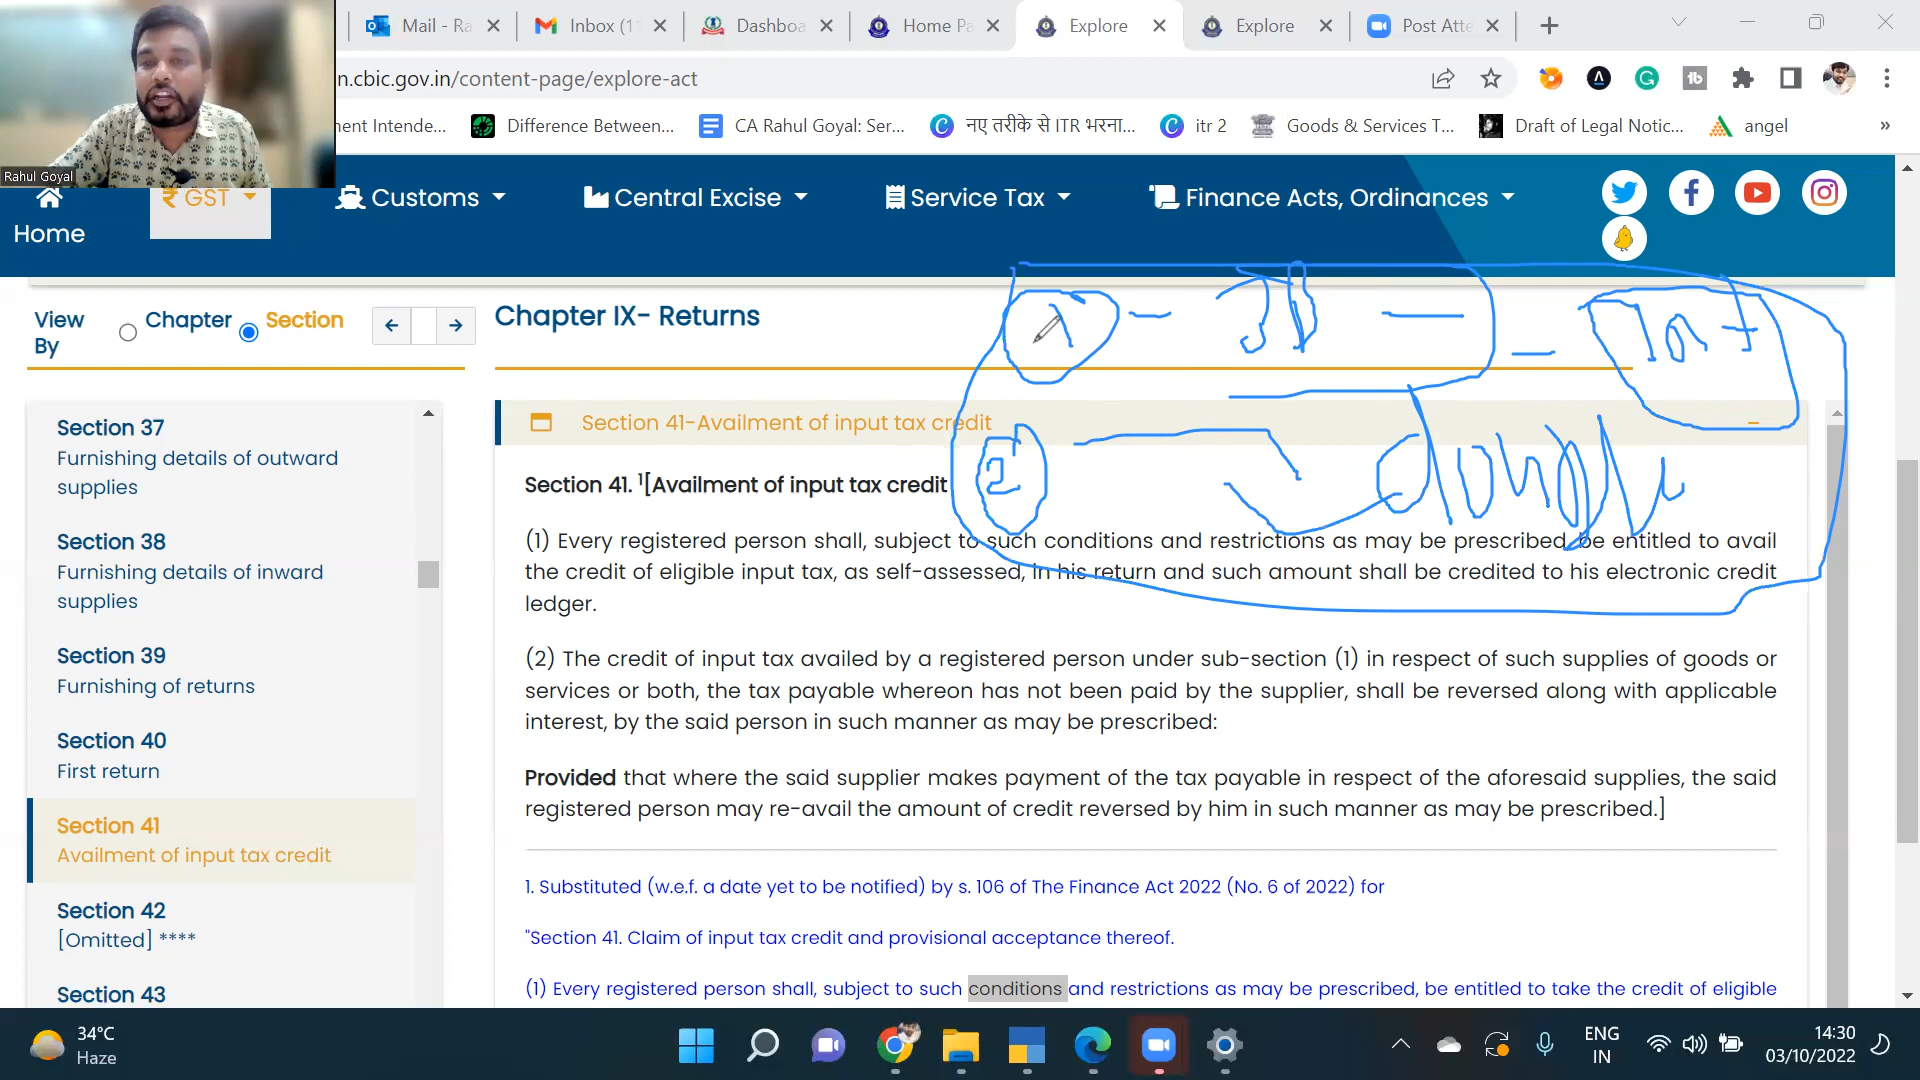 Mail - Ra
Inbox (1
Dashboa
Home Pa
Explore
Explore
Post Atte
n.cbic.gov.in/content-page/explore-act
nent Intende...
Difference Between...
CA Rahul Goyal: Ser...
नए तरीके से ITR भरना...
itr 2
Goods & Services T...
Draft of Legal Notic...
angel
»
Rahul Goyal
Home
₹ GST
Customs
Central Excise
Service Tax
Finance Acts, Ordinances
View By
Chapter
Section
Chapter IX- Returns
Section 37
Furnishing details of outward
supplies
Section 38
Furnishing details of inward
supplies
Section 39
Furnishing of returns
Section 40
First return
Section 41
Availment of input tax credit
Section 42
[Omitted] ****
Section 43
Section 41-Availment of input tax credit
Section 41. 1[Availment of input tax credit
(1) Every registered person shall, subject to such conditions and restrictions as may be prescribed, be entitled to avail
the credit of eligible input tax, as self-assessed, in his return and such amount shall be credited to his electronic credit
ledger.
(2) The credit of input tax availed by a registered person under sub-section (1) in respect of such supplies of goods or
services or both, the tax payable whereon has not been paid by the supplier, shall be reversed along with applicable
interest, by the said person in such manner as may be prescribed:
Provided that where the said supplier makes payment of the tax payable in respect of the aforesaid supplies, the said
registered person may re-avail the amount of credit reversed by him in such manner as may be prescribed.]
1. Substituted (w.e.f. a date yet to be notified) by s. 106 of The Finance Act 2022 (No. 6 of 2022) for
"Section 41. Claim of input tax credit and provisional acceptance thereof.
(1) Every registered person shall, subject to such conditions and restrictions as may be prescribed, be entitled to take the credit of eligible
2
34°C
Haze
ENG
IN
14:30
03/10/2022